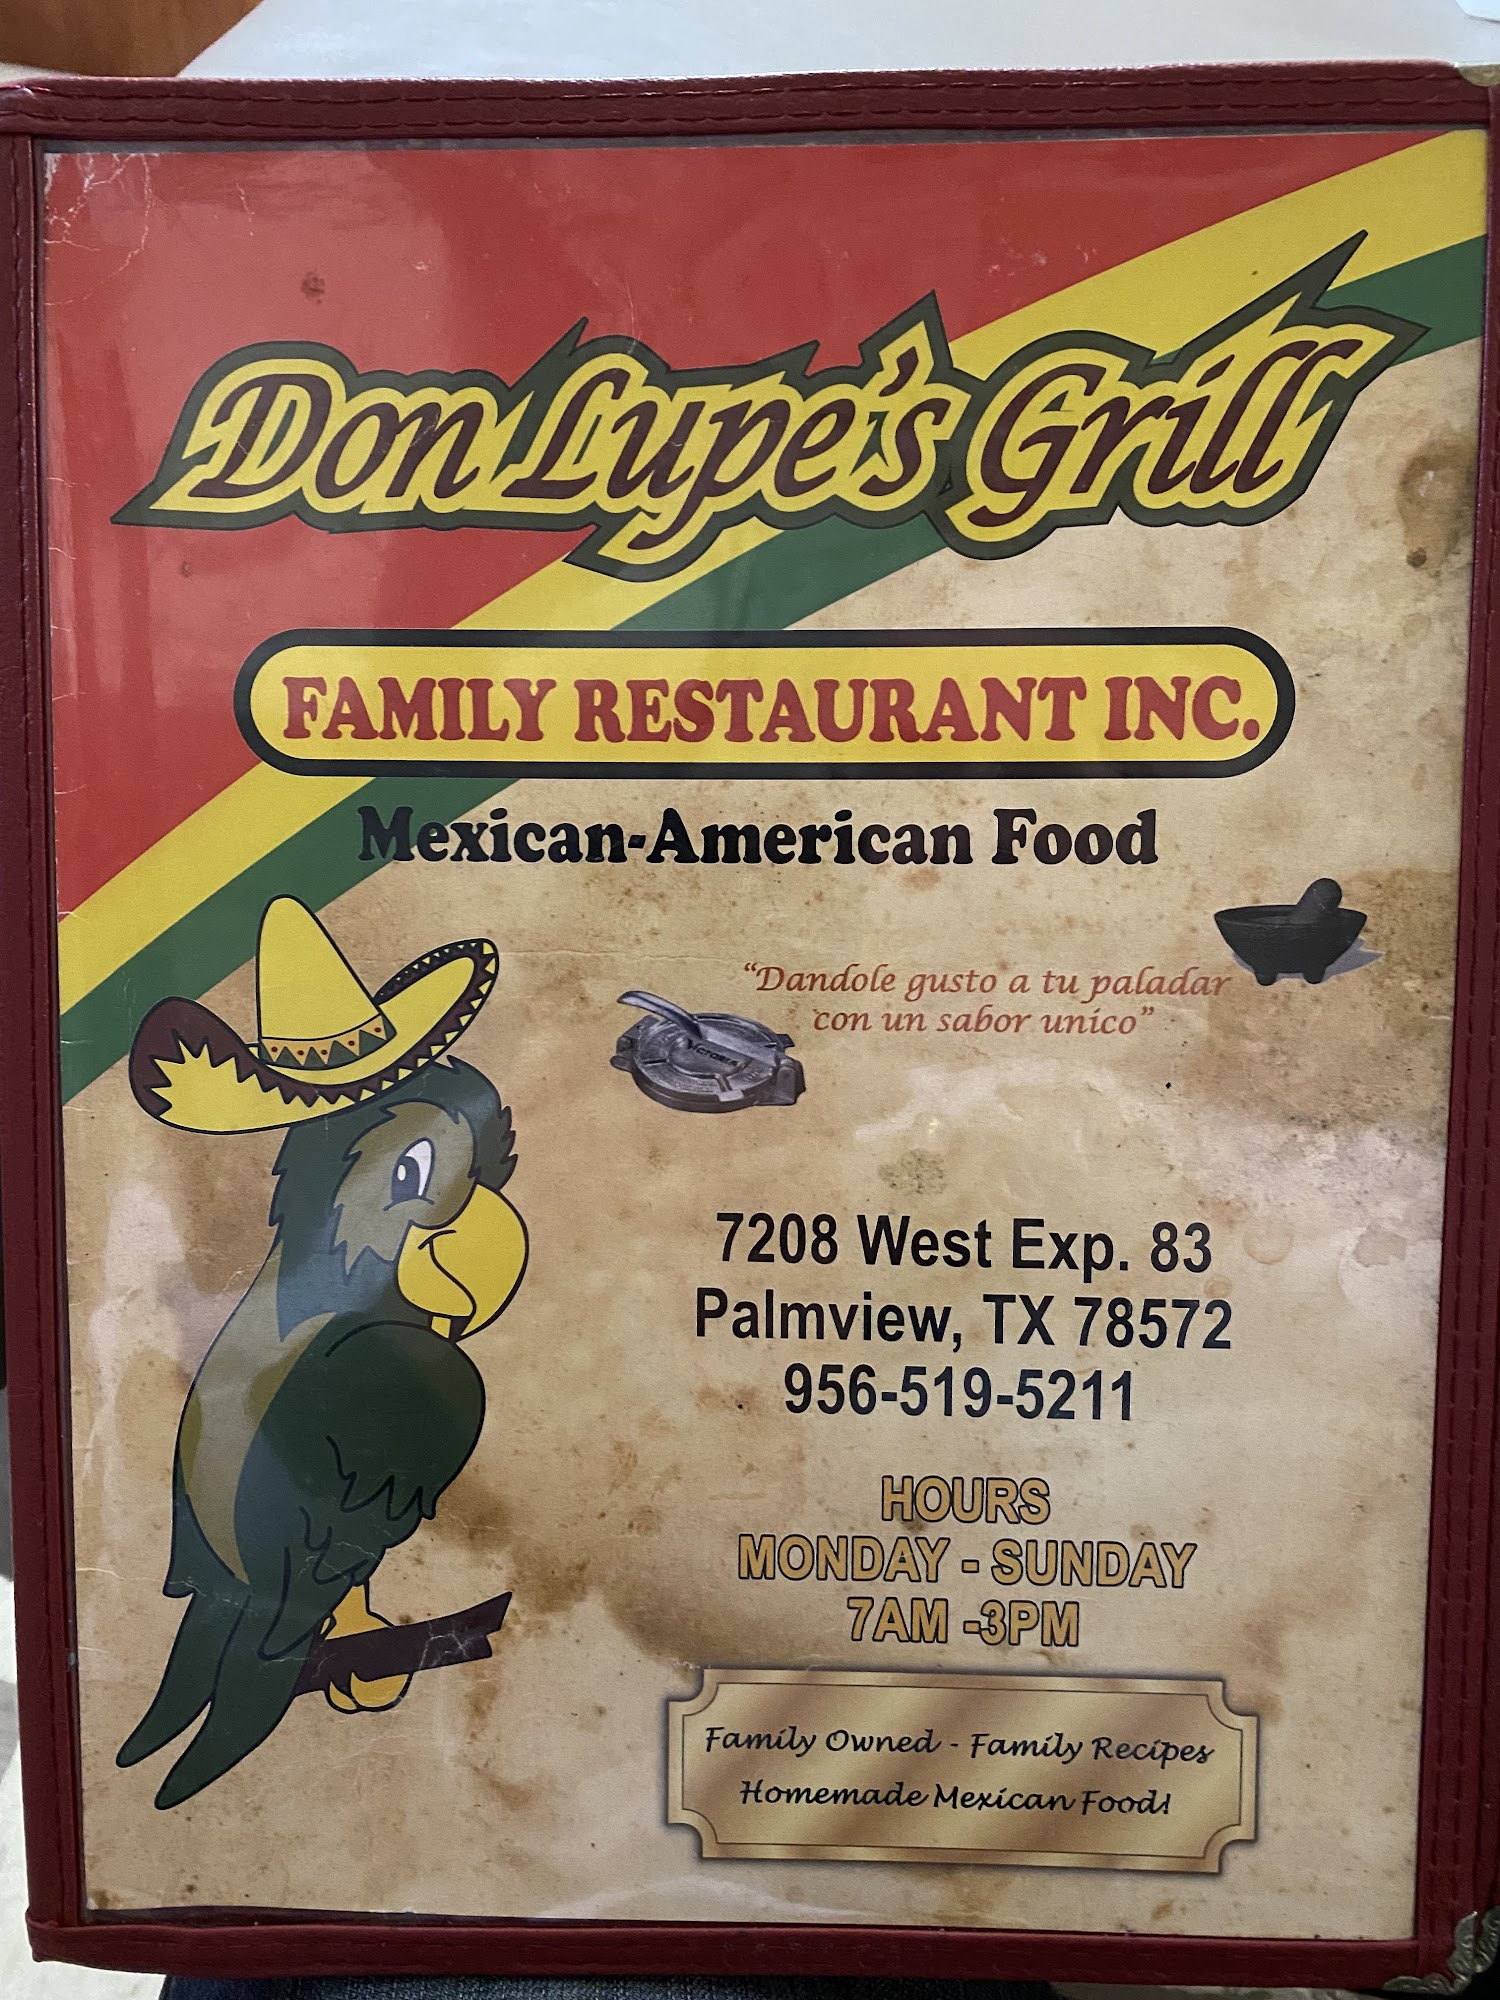 Don Lupe's Grill
FAMILY RESTAURANT INC.
Mexican-American Food
"Dandole gusto a tu paladar
con un sabor unico"
VICTORIA
7208 West Exp. 83
Palmview, TX 78572
956-519-5211
HOURS
MONDAY - SUNDAY
7AM -3PM
Family Owned - Family Recipes
Homemade Mexican Food!